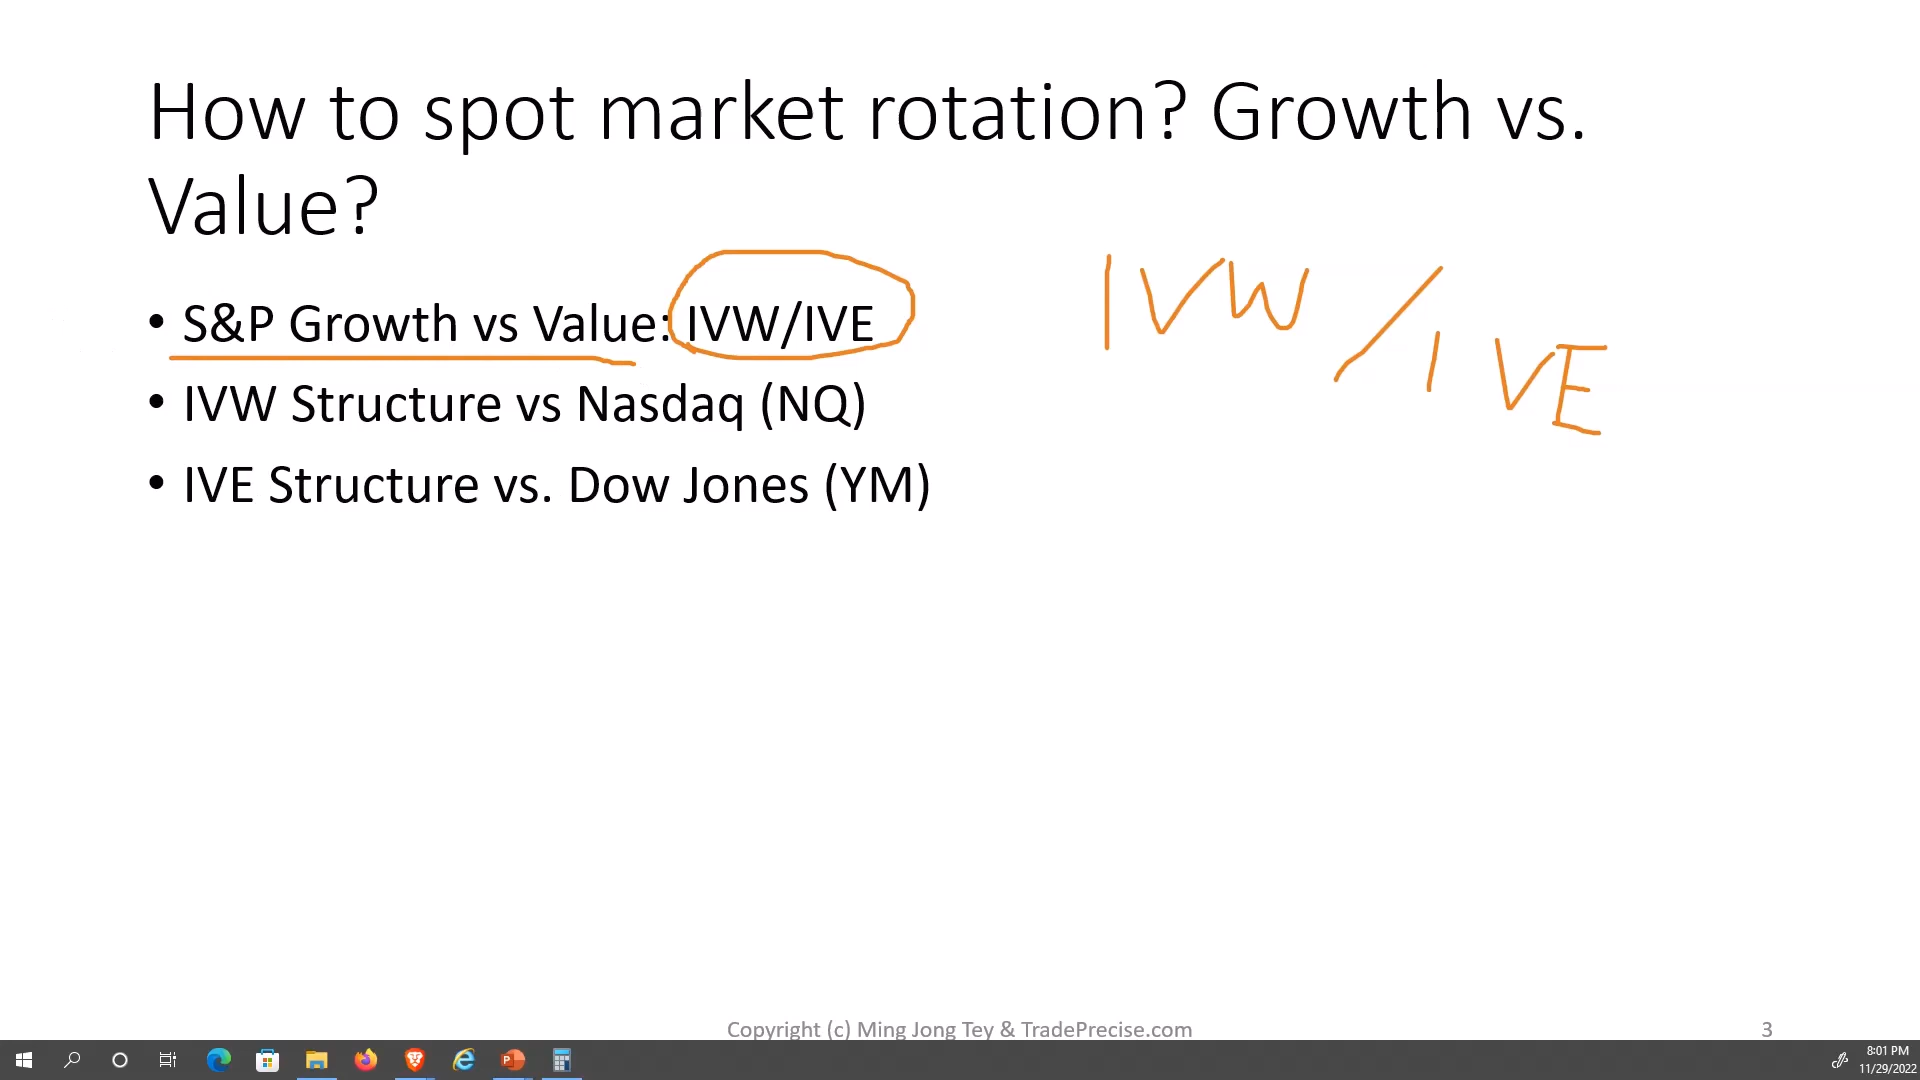 How to spot market rotation? Growth vs.
Value?
• S&P Growth vs Value: IVW/IVE
IVW/IVE
• IVW Structure vs Nasdaq (NQ)
• IVE Structure vs. Dow Jones (YM)
Copyright (c) Ming Jong Tey & TradePrecise.com
3
8:01 PM
11/29/2022